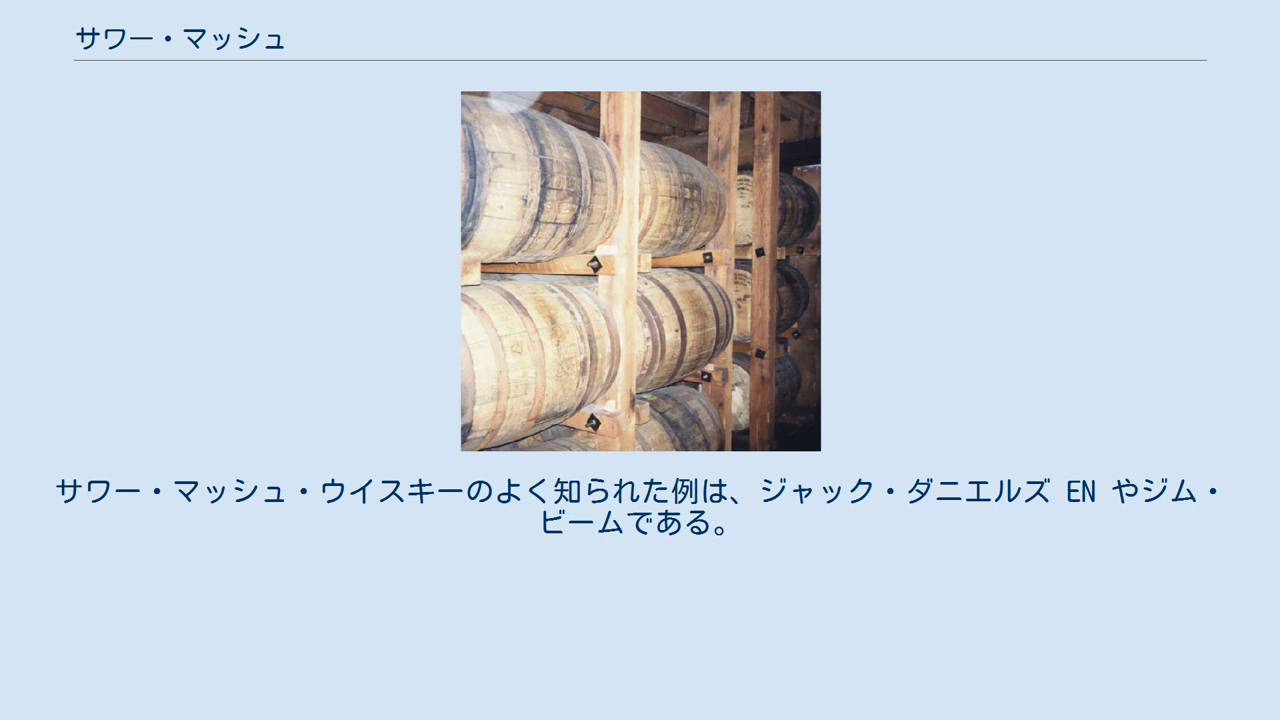 サワー・マッシュ
サワー・マッシュ・ウイスキーのよく知られた例は、ジャック・ダニエルズ EN やジム・
ビームである。